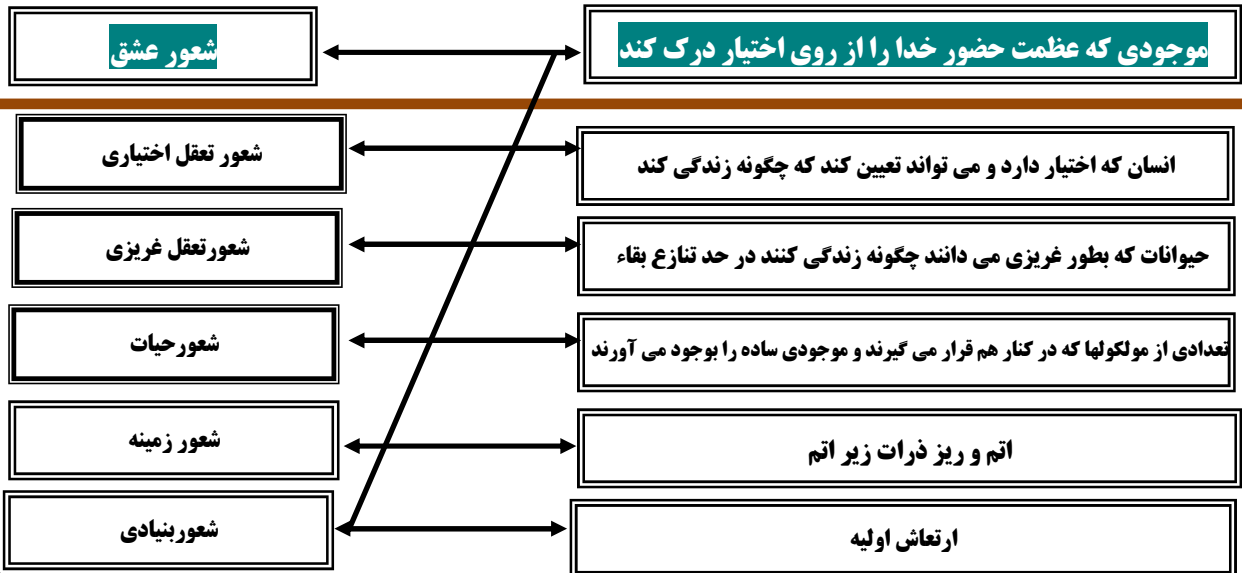 موجودی که عظمت حضور خدا را از روی اختیار درک کند
شعور عشق
انسان که اختیار دارد و می تواند تعیین کند که چگونه زندگی کند
شعور تعقل اختیاری
حیوانات که بطور غریزی می دانند چگونه زندگی کنند در حد تنازع بقاء
شعورتعقل غریزی
تعدادی از مولکولها که در کنار هم قرار می گیرند و موجودی ساده را بوجود می آورند
شعورحیات
اتم و ریز ذرات زیر اتم
شعور زمینه
ارتعاش اولیه
شعوربنیادی